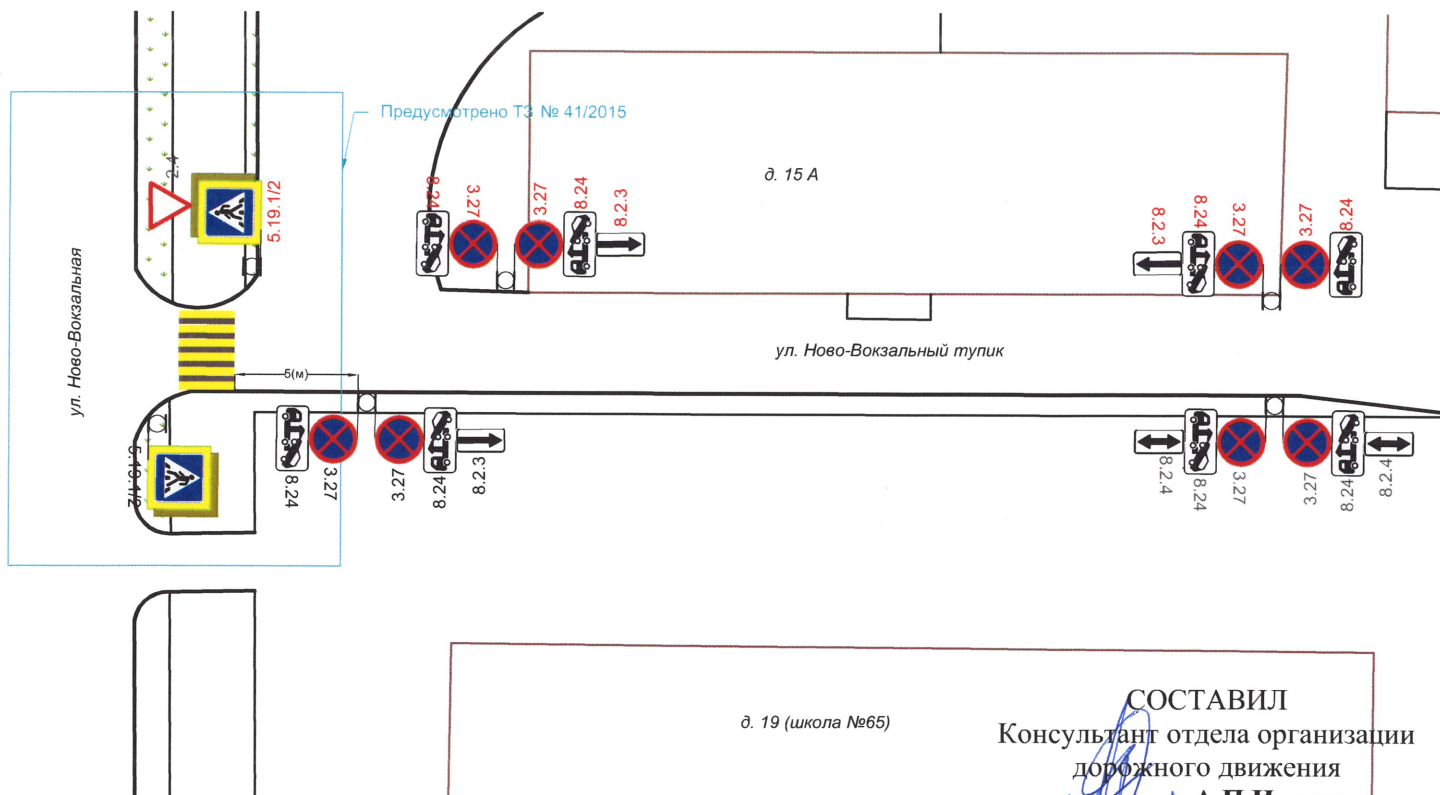 Предусмотрено ТЗ № 41/2015
2.4
5.19.1/2
ул. Ново-Вокзальная
3.27
3.27
8.24
8.2.3
д. 15 А
8.2.3
8.24
3.27
3.27
8.24
ул. Ново-Вокзальный тупик
5(м)
5.19.1/2
8.24
3.27
3.27
8.24
8.2.3
8.2.4
8.24
3.27
3.27
8.24
8.2.4
д. 19 (школа №65)
СОСТАВИЛ
Консультант отдела организации
дорожного движения